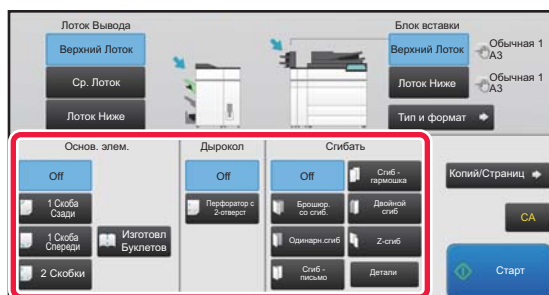 Лоток Вывода
Блок вставки
Верхний Лоток
Верхний Лоток
Обычная 1
A3
Ср. Лоток
Лоток Ниже
Обычная 1
A3
Лоток Ниже
Тип и формат
Основ. элем.
Дырокол
Сгибать
Off
Off
Off
Сгиб -
гармошка
Копий/Страниц
1 Скоба
Сзади
Перфоратор с
2-отверст
Брошюр.
со сгиб.
Двойной
сгиб
CA
1 Скоба
Спереди
Изготовл
Буклетов
Одинарн.сгиб
Z-сгиб
2 Скобки
Сгиб -
письмо
Детали
Старт